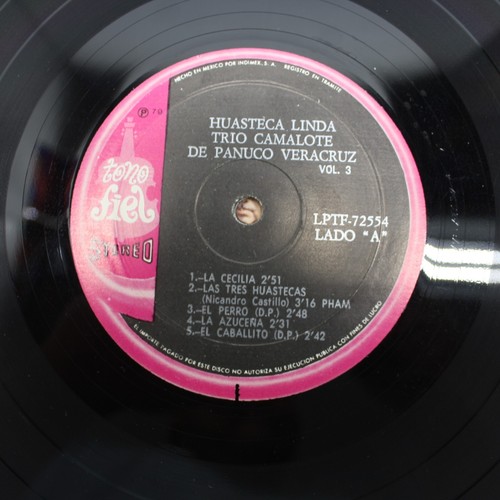 HECHO EN MEXICO POR INDIMEX, S. A. REGISTRO EN TRAMITE
℗ 79
tono
fiel
STEREO
HUASTECA LINDA
TRIO CAMALOTE
DE PANUCO VERACRUZ
VOL. 3
LPTF-72554
LADO "A"
1.—LA CECILIA 2'51
2.—LAS TRES HUASTECAS
(Nicandro Castillo) 3'16 PHAM
3.—EL PERRO (D.P.) 2'48
4.—LA AZUCENA 2'31
5.—EL CABALLITO (D.P.) 2'42
EL IMPORTE PAGADO POR ESTE DISCO NO AUTORIZA SU EJECUCION PUBLICA CON FINES DE LUCRO